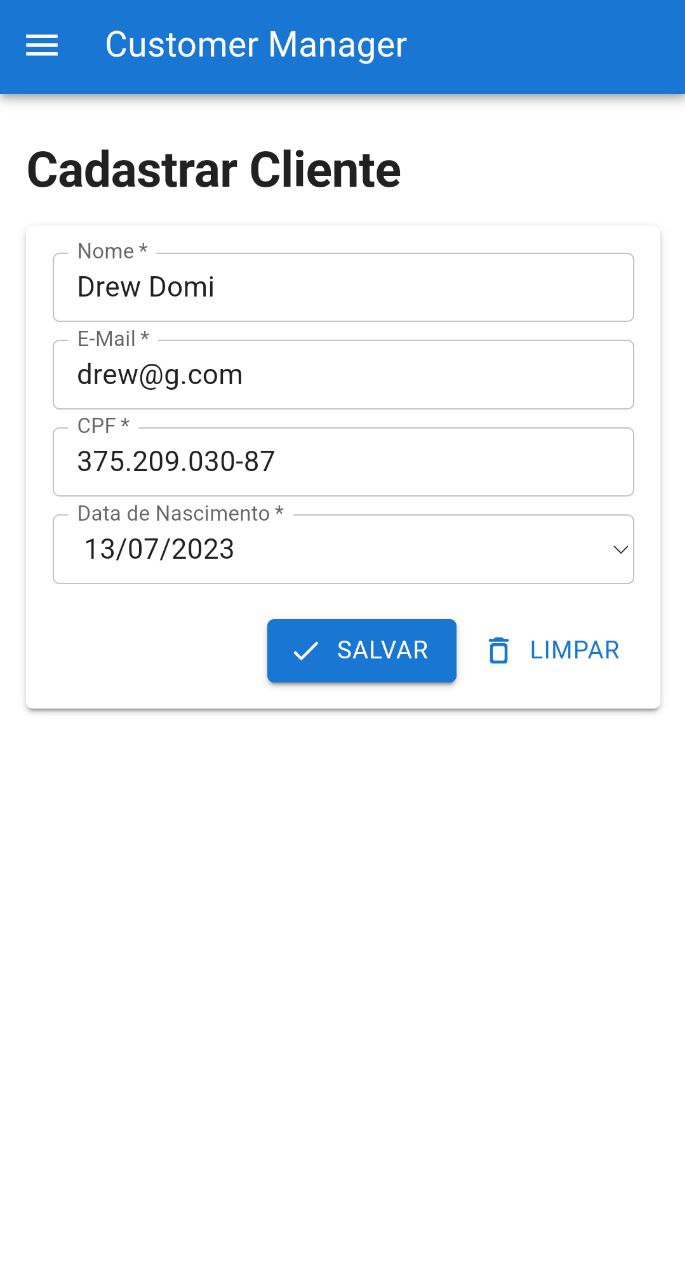 Customer Manager
Cadastrar Cliente
Nome *
Drew Domi
E-Mail *
drew@g.com
CPF *
375.209.030-87
Data de Nascimento *
13/07/2023
SALVAR LIMPAR